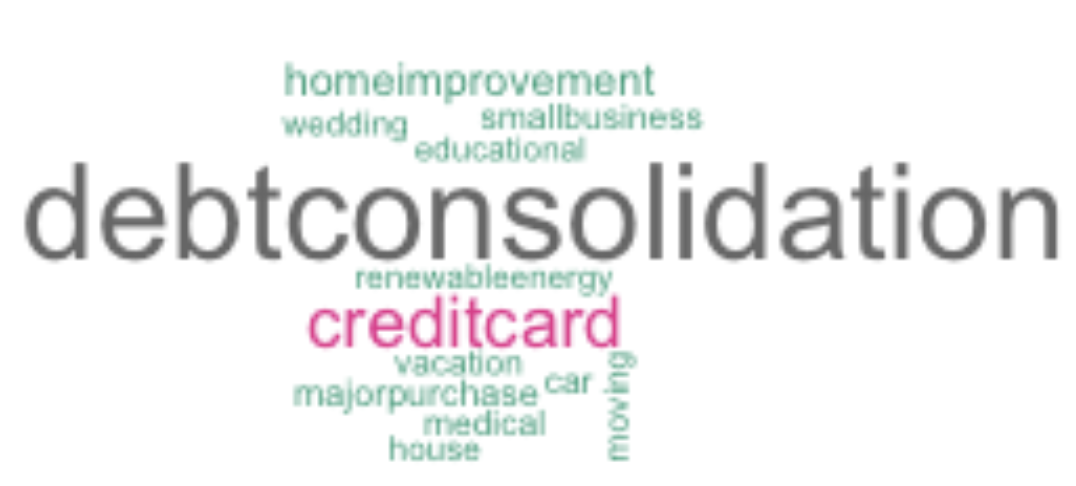 homeimprovement
wedding smallbusiness
educational
debtconsolidation
renewableenergy
creditcard
vacation
majorpurchase car moving
medical
house